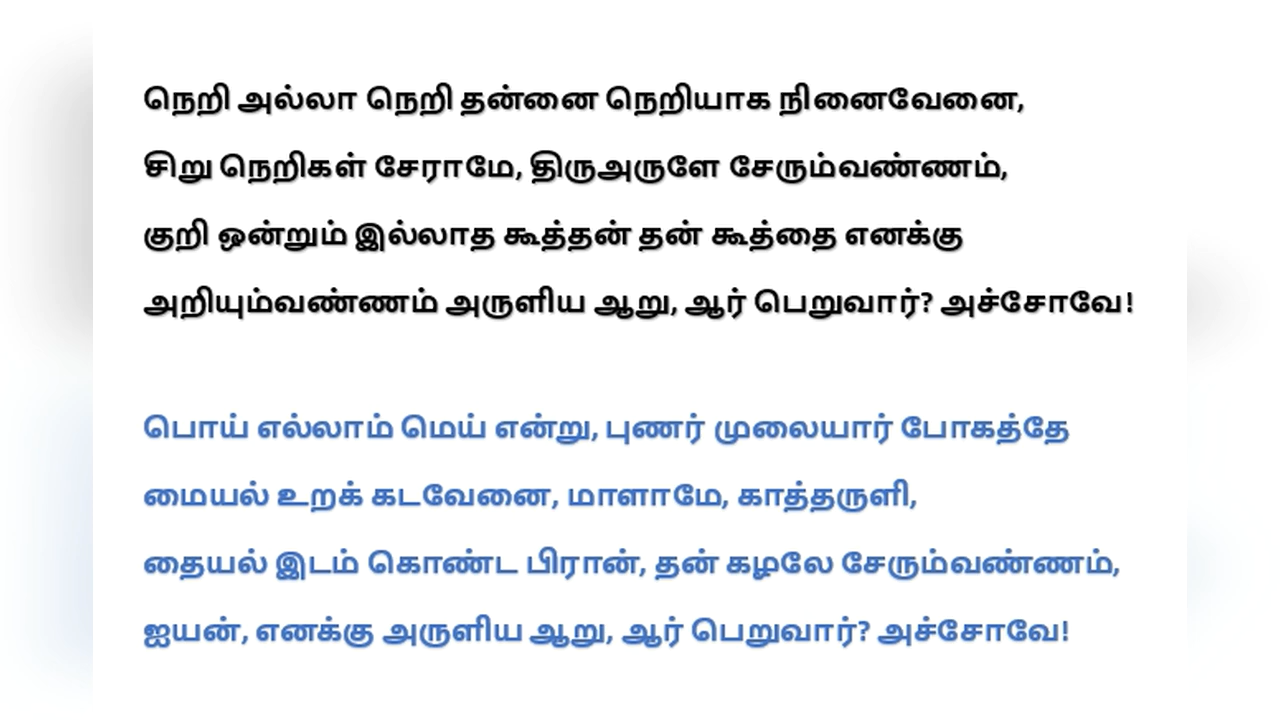 நெறி அல்லா நெறி தன்னை நெறியாக நினைவேனை,
சிறு நெறிகள் சேராமே, திருஅருளே சேரும்வண்ணம்,
குறி ஒன்றும் இல்லாத கூத்தன் தன் கூத்தை எனக்கு
அறியும்வண்ணம் அருளிய ஆறு, ஆர் பெறுவார்? அச்சோவே!
பொய் எல்லாம் மெய் என்று, புணர் முலையார் போகத்தே
மையல் உறக் கடவேனை, மாளாமே, காத்தருளி,
தையல் இடம் கொண்ட பிரான், தன் கழலே சேரும்வண்ணம்,
ஐயன், எனக்கு அருளிய ஆறு, ஆர் பெறுவார்? அச்சோவே!